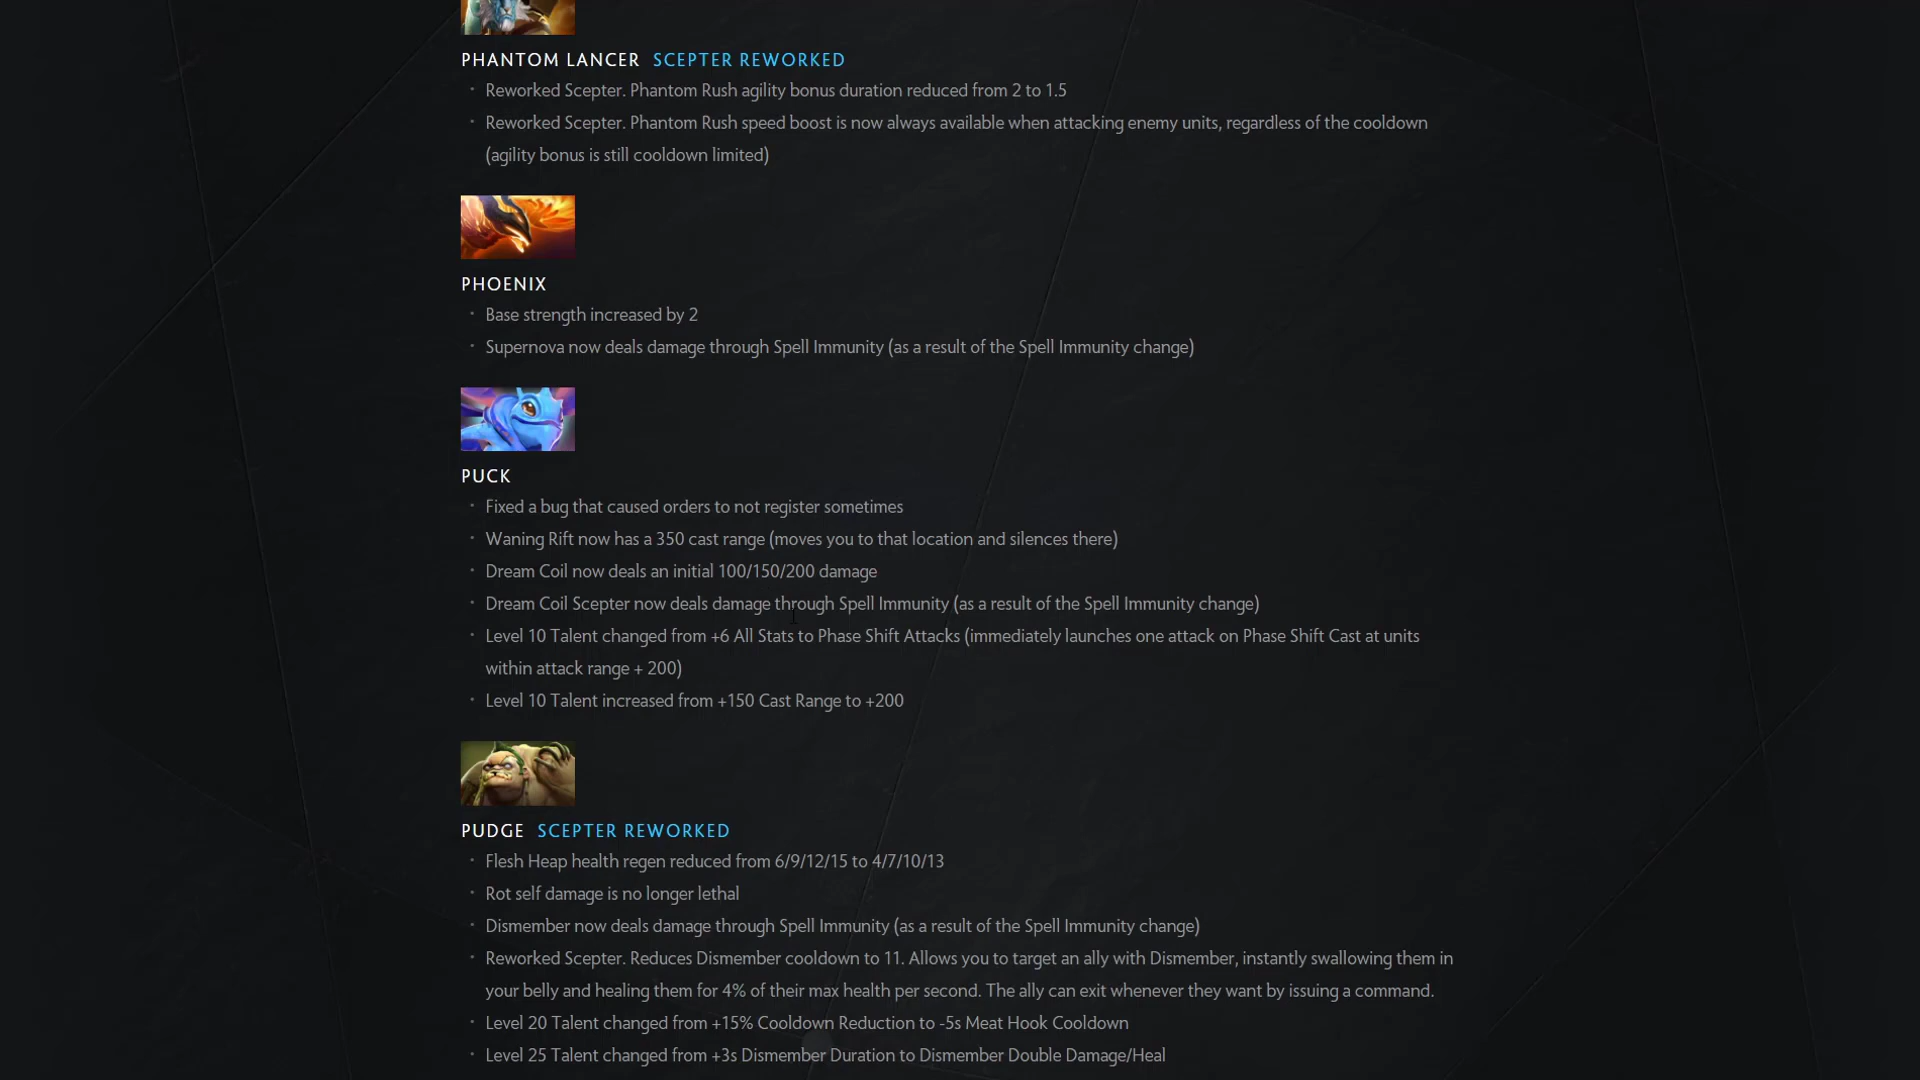 PHANTOM LANCER SCEPTER REWORKED
Reworked Scepter. Phantom Rush agility bonus duration reduced from 2 to 1.5
Reworked Scepter. Phantom Rush speed boost is now always available when attacking enemy units, regardless of the cooldown
(agility bonus is still cooldown limited)
PHOENIX
Base strength increased by 2
Supernova now deals damage through Spell Immunity (as a result of the Spell Immunity change)
PUCK
Fixed a bug that caused orders to not register sometimes
Waning Rift now has a 350 cast range (moves you to that location and silences there)
Dream Coil now deals an initial 100/150/200 damage
Dream Coil Scepter now deals damage through Spell Immunity (as a result of the Spell Immunity change)
Level 10 Talent changed from +6 All Stats to Phase Shift Attacks (immediately launches one attack on Phase Shift Cast at units
within attack range + 200)
Level 10 Talent increased from +150 Cast Range to +200
PUDGE SCEPTER REWORKED
Flesh Heap health regen reduced from 6/9/12/15 to 4/7/10/13
Rot self damage is no longer lethal
Dismember now deals damage through Spell Immunity (as a result of the Spell Immunity change)
Reworked Scepter. Reduces Dismember cooldown to 11. Allows you to target an ally with Dismember, instantly swallowing them in
your belly and healing them for 4% of their max health per second. The ally can exit whenever they want by issuing a command.
Level 20 Talent changed from +15% Cooldown Reduction to -5s Meat Hook Cooldown
Level 25 Talent changed from +3s Dismember Duration to Dismember Double Damage/Heal